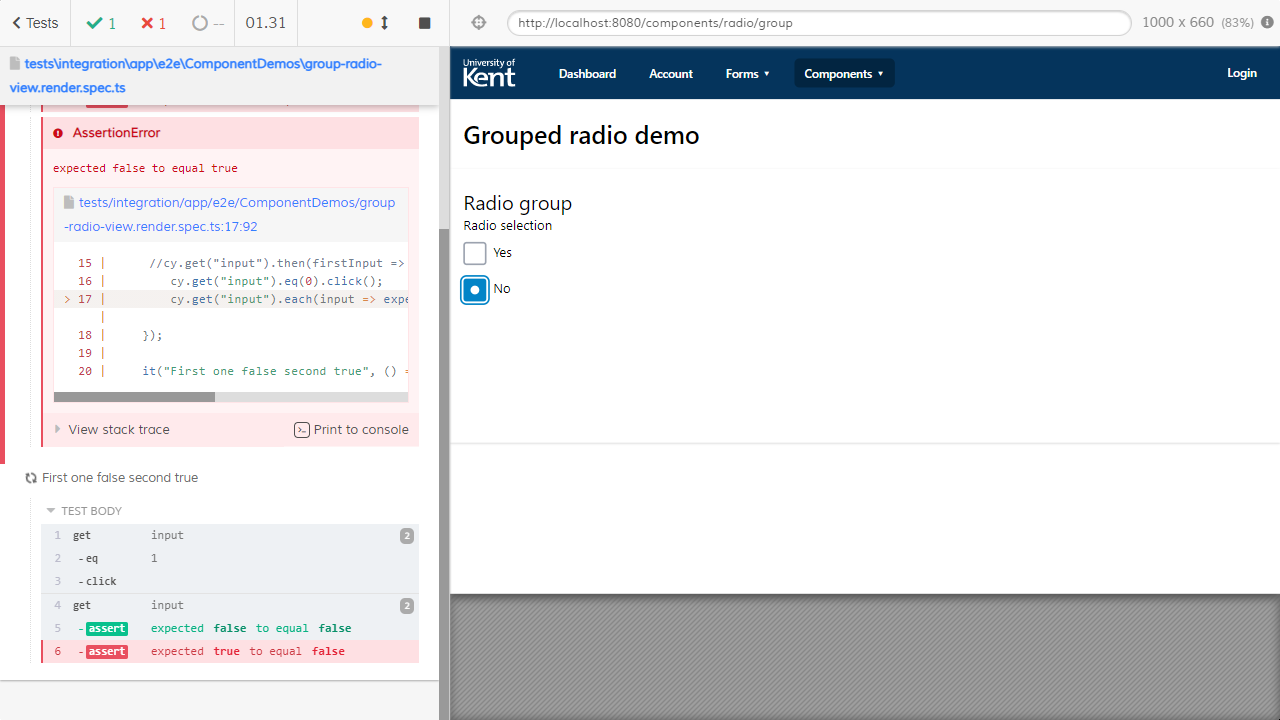 Tests
1
1
--
01.31
tests\integration\app\e2e\ComponentDemos\group-radio-
view.render.spec.ts
AssertionError
expected false to equal true
tests/integration/app/e2e/ComponentDemos/group
-radio-view.render.spec.ts:17:92
15 | //cy.get("input").then(firstInput =>
16 | cy.get("input").eq(0).click();
> 17 | cy.get("input").each(input => expe
|
18 | });
19 |
20 | it("First one false second true", () =
View stack trace
Print to console
First one false second true
TEST BODY
1 get input 2
2 -eq 1
3 -click
4 get input 2
5 -assert expected false to equal false
6 -assert expected true to equal false
http://localhost:8080/components/radio/group
1000 x 660 (83%)
University of
Kent
Dashboard
Account
Forms
Components
Login
Grouped radio demo
Radio group
Radio selection
Yes
No